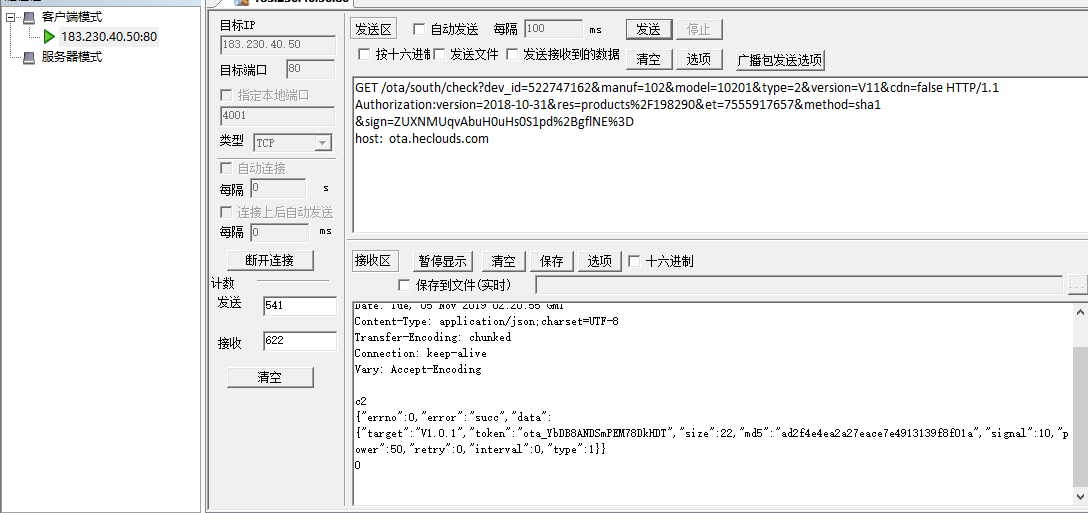 客户端模式
183.230.40.50:80
服务器模式
目标IP
183.230.40.50
目标端口 80
指定本地端口
4001
类型 TCP
自动连接
每隔 0 s
连接上后自动发送
每隔 0 ms
断开连接
计数
发送 541
接收 622
清空
发送区 自动发送 每隔 100 ms 发送 停止
按十六进制 发送文件 发送接收到的数据 清空 选项 广播包发送选项
GET /ota/south/check?dev_id=522747162&manuf=102&model=10201&type=2&version=V11&cdn=false HTTP/1.1
Authorization:version=2018-10-31&res=products%2F198290&et=7555917657&method=sha1
&sign=ZUXNMUqvAbuH0uHs0S1pd%2BgflNE%3D
host: ota.heclouds.com
接收区 暂停显示 清空 保存 选项 十六进制
保存到文件(实时) ...
Date: Tue, 05 Nov 2019 02:20:55 GMT
Content-Type: application/json;charset=UTF-8
Transfer-Encoding: chunked
Connection: keep-alive
Vary: Accept-Encoding
c2
{"errno":0,"error":"succ","data":
{"target":"V1.0.1","token":"ota_YbDB8ANDSmPEM78DkHDT","size":22,"md5":"ad2f4e4ea2a27eace7e4913139f8f01a","signal":10,"p
ower":50,"retry":0,"interval":0,"type":1}}
0